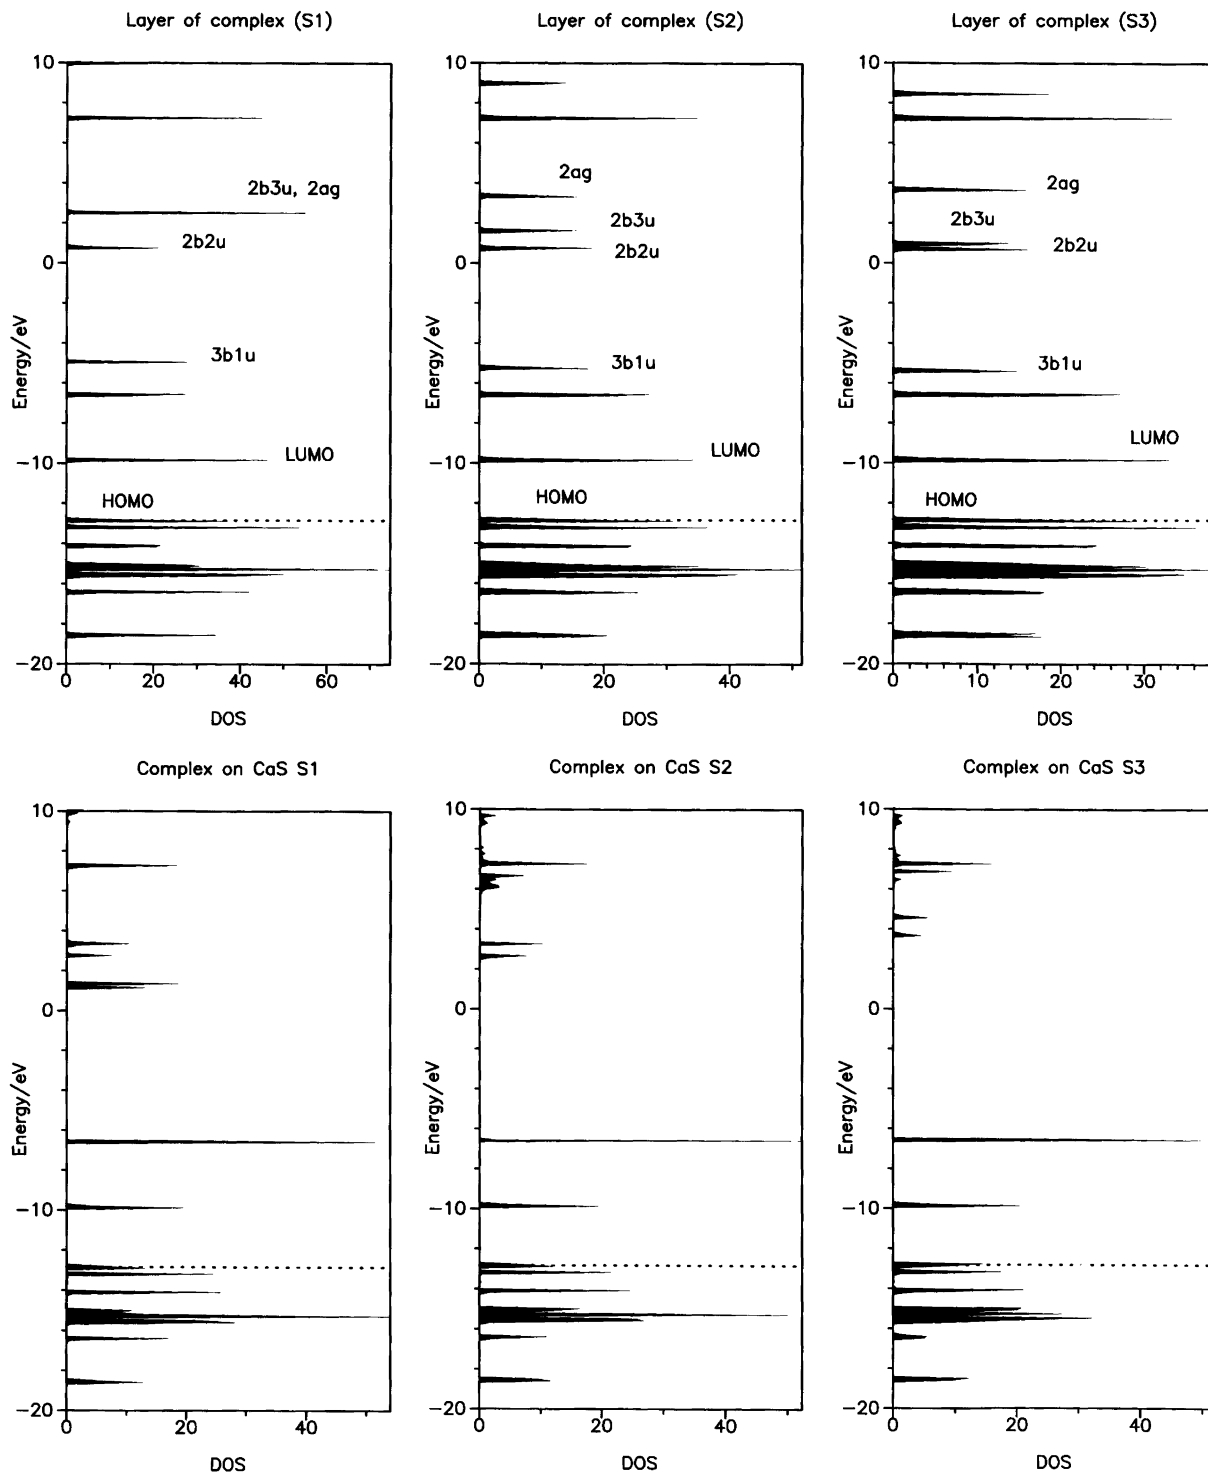 Layer of complex (S1)
10
2b3u, 2ag
2b2u
0
Energy/eV
3b1u
LUMO
-10
HOMO
-20
0 20 40 60
DOS
Layer of complex (S2)
10
2ag
2b3u
2b2u
0
Energy/eV
3b1u
LUMO
-10
HOMO
-20
0 20 40
DOS
Layer of complex (S3)
10
2ag
2b3u
2b2u
0
Energy/eV
3b1u
LUMO
-10
HOMO
-20
0 10 20 30
DOS
Complex on CaS S1
10
0
Energy/eV
-10
-20
0 20 40
DOS
Complex on CaS S2
10
0
Energy/eV
-10
-20
0 20 40
DOS
Complex on CaS S3
10
0
Energy/eV
-10
-20
0 20 40
DOS